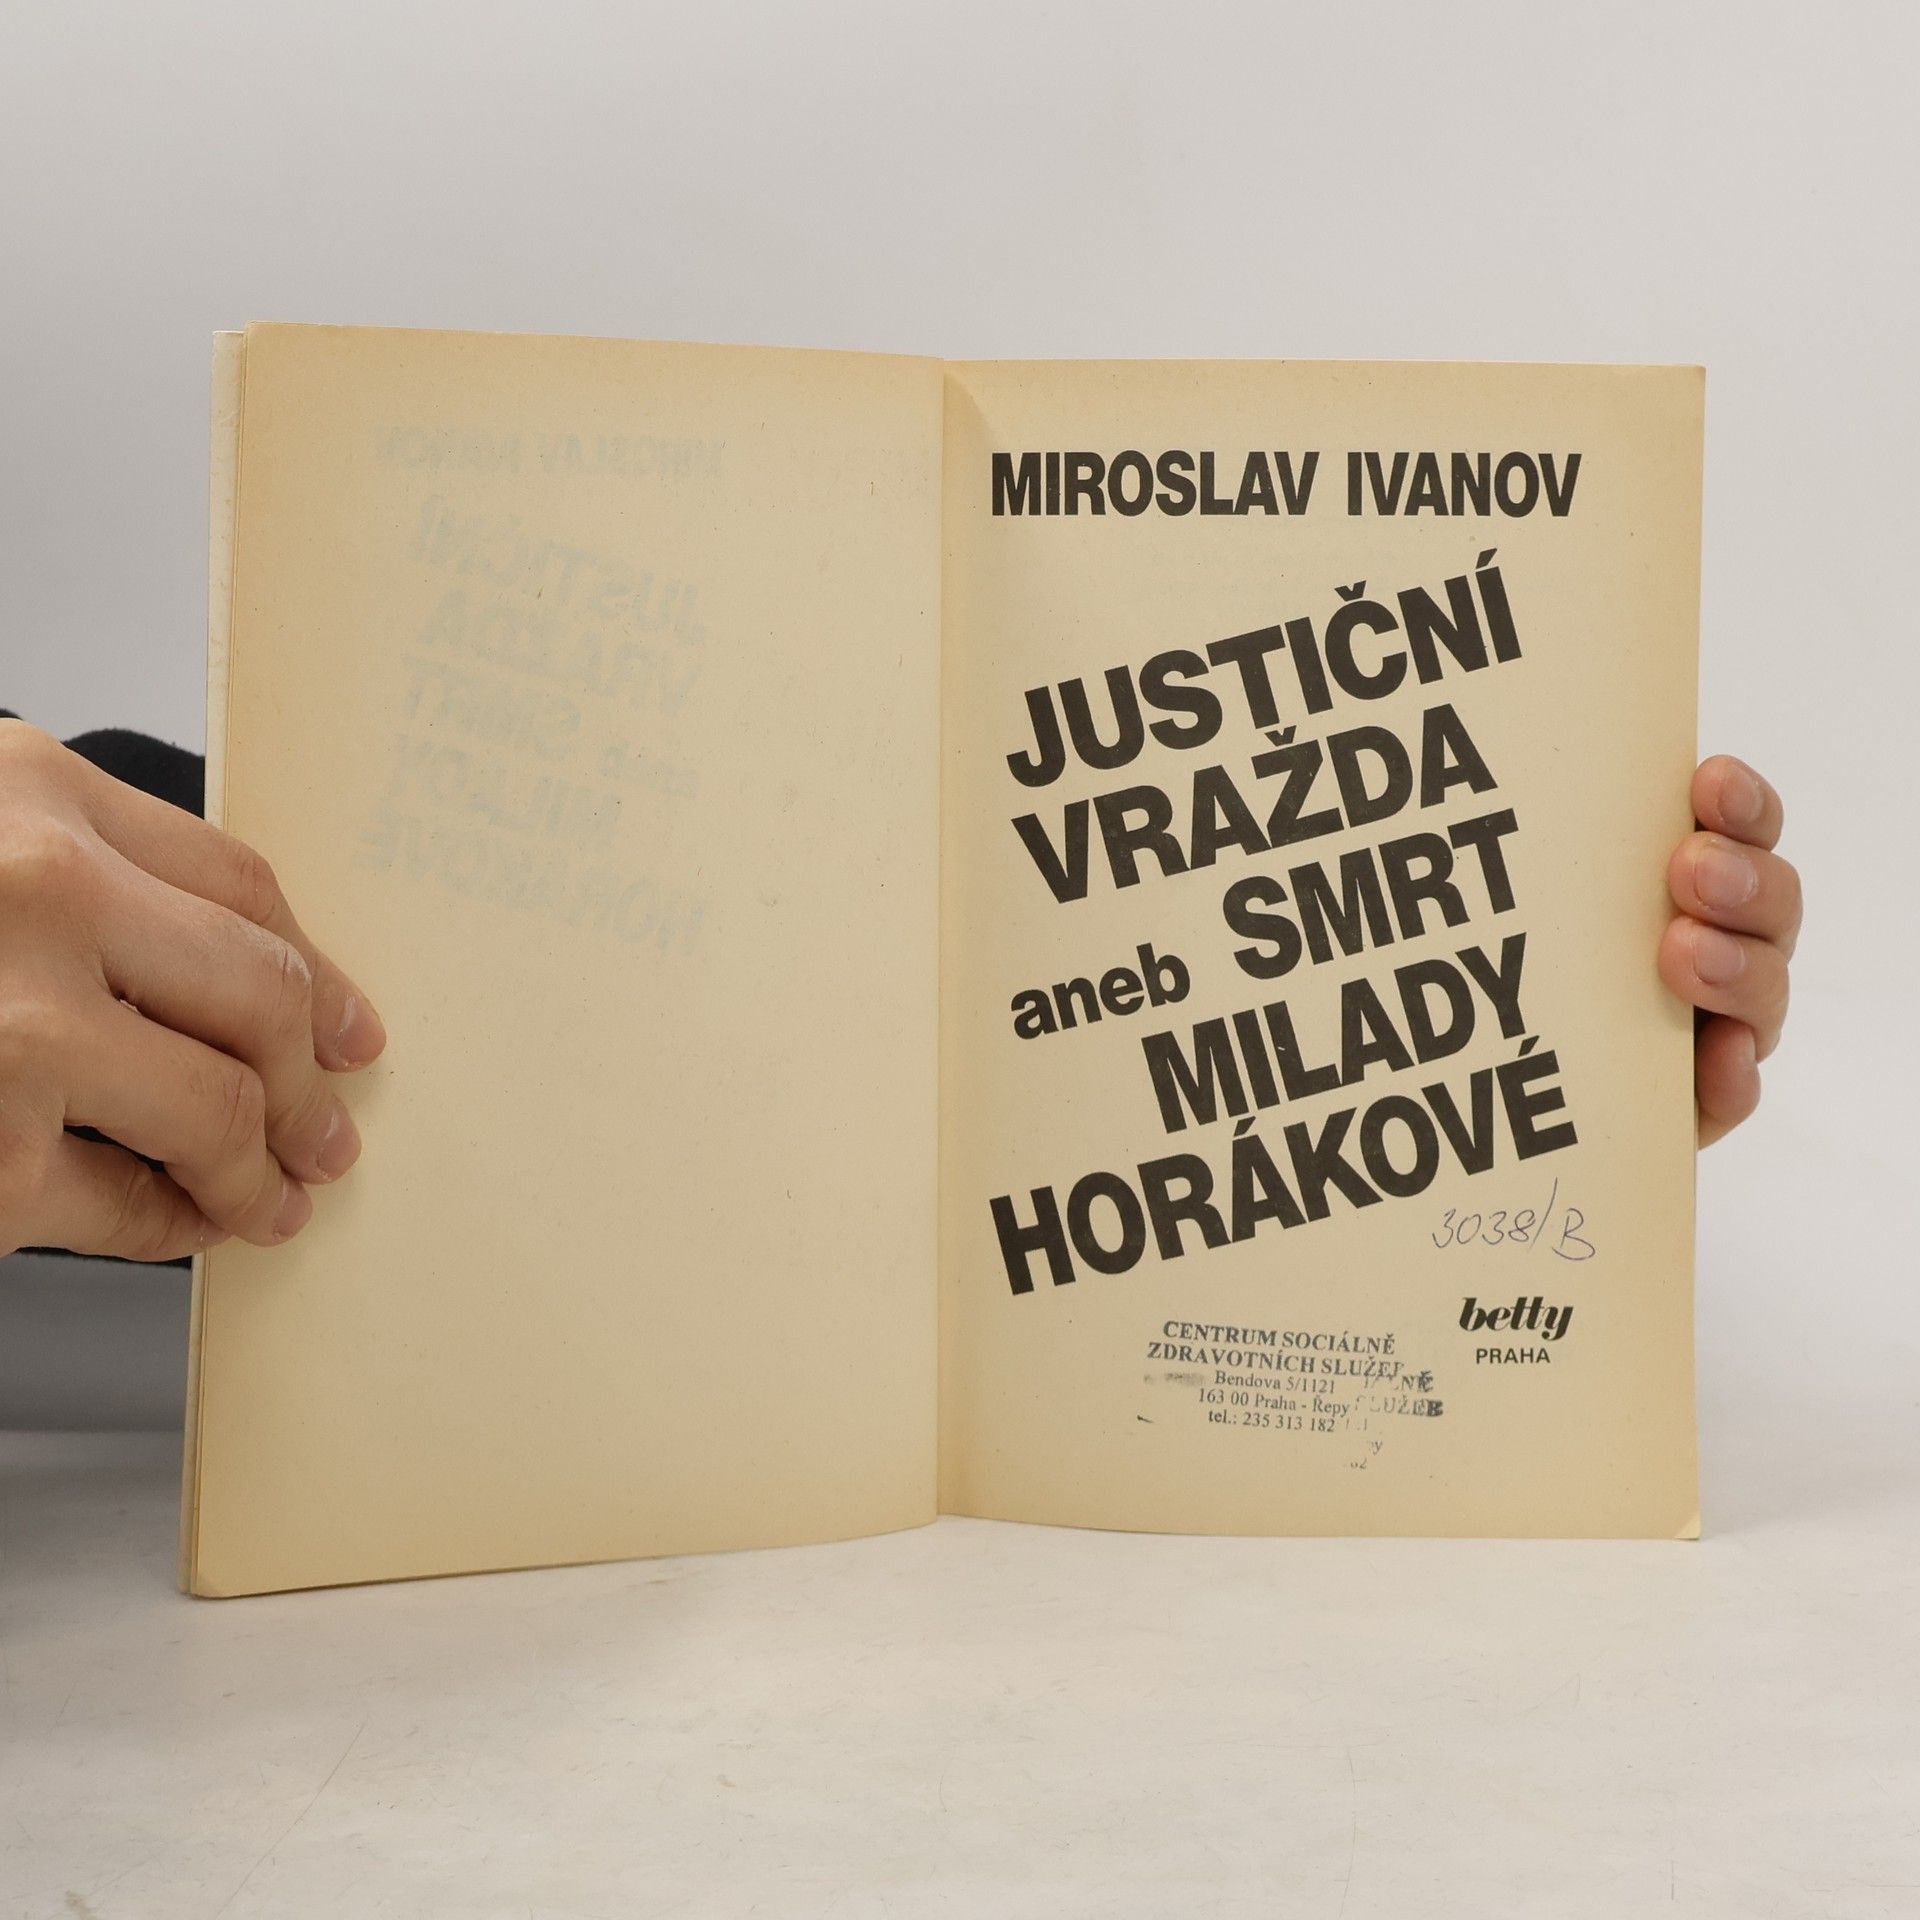 MIROSLAV IVANOV
JUSTIČNÍ
VRAŽDA
aneb SMRT
MILADY
HORÁKOVÉ
3038/B
betty
PRAHA
CENTRUM SOCIÁLNĚ
ZDRAVOTNÍCH SLUŽEB
Bendova 5/1121
163 00 Praha - Řepy
tel.: 235 313 182